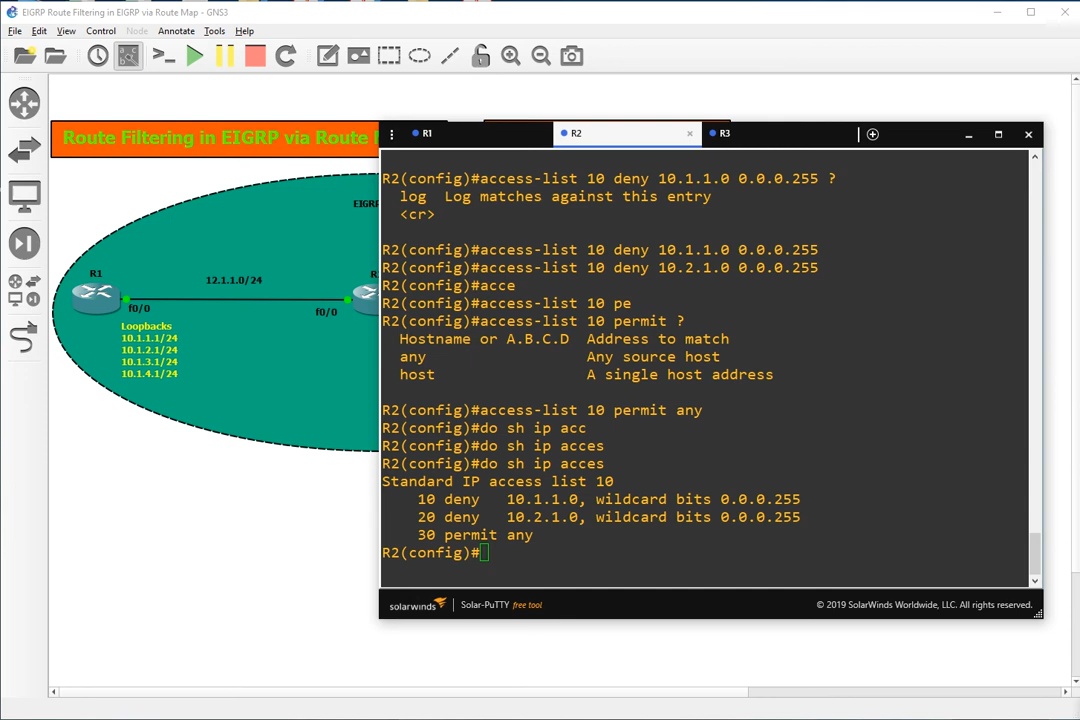 EIGRP Route Filtering in EIGRP via Route Map - GNS3
File Edit View Control Node Annotate Tools Help
Route Filtering in EIGRP via Route
R1 R2 R3
EIGRP
R1
12.1.1.0/24
f0/0
f0/0
Loopbacks
10.1.1.1/24
10.1.2.1/24
10.1.3.1/24
10.1.4.1/24
R2(config)#access-list 10 deny 10.1.1.0 0.0.0.255 ?
log Log matches against this entry
<cr>
R2(config)#access-list 10 deny 10.1.1.0 0.0.0.255
R2(config)#access-list 10 deny 10.2.1.0 0.0.0.255
R2(config)#acce
R2(config)#access-list 10 pe
R2(config)#access-list 10 permit ?
Hostname or A.B.C.D Address to match
any Any source host
host A single host address
R2(config)#access-list 10 permit any
R2(config)#do sh ip acc
R2(config)#do sh ip acces
R2(config)#do sh ip acces
Standard IP access list 10
10 deny 10.1.1.0, wildcard bits 0.0.0.255
20 deny 10.2.1.0, wildcard bits 0.0.0.255
30 permit any
R2(config)#
solarwinds Solar-PuTTY free tool © 2019 SolarWinds Worldwide, LLC. All rights reserved.